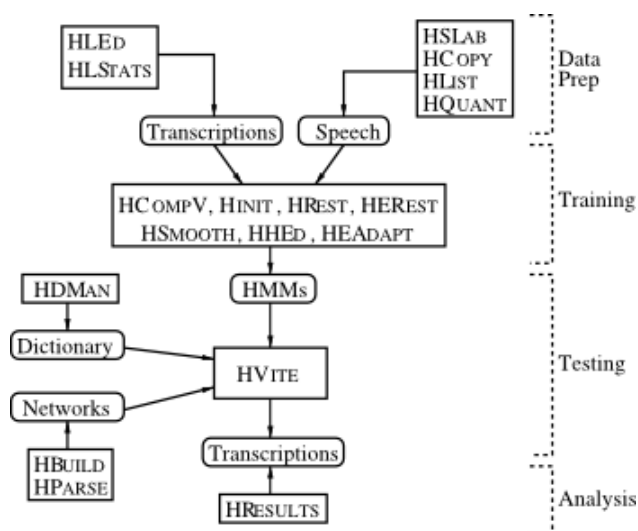 HLED
HLSTATS
HSLAB
HCOPY
HLIST
HQUANT
Data
Prep
Transcriptions
Speech
HCOMPV, HINIT, HREST, HEREST
HSMOOTH, HHED, HEADAPT
Training
HDMAN
HMMs
Dictionary
HVITE
Testing
Networks
HBUILD
HPARSE
Transcriptions
HRESULTS
Analysis